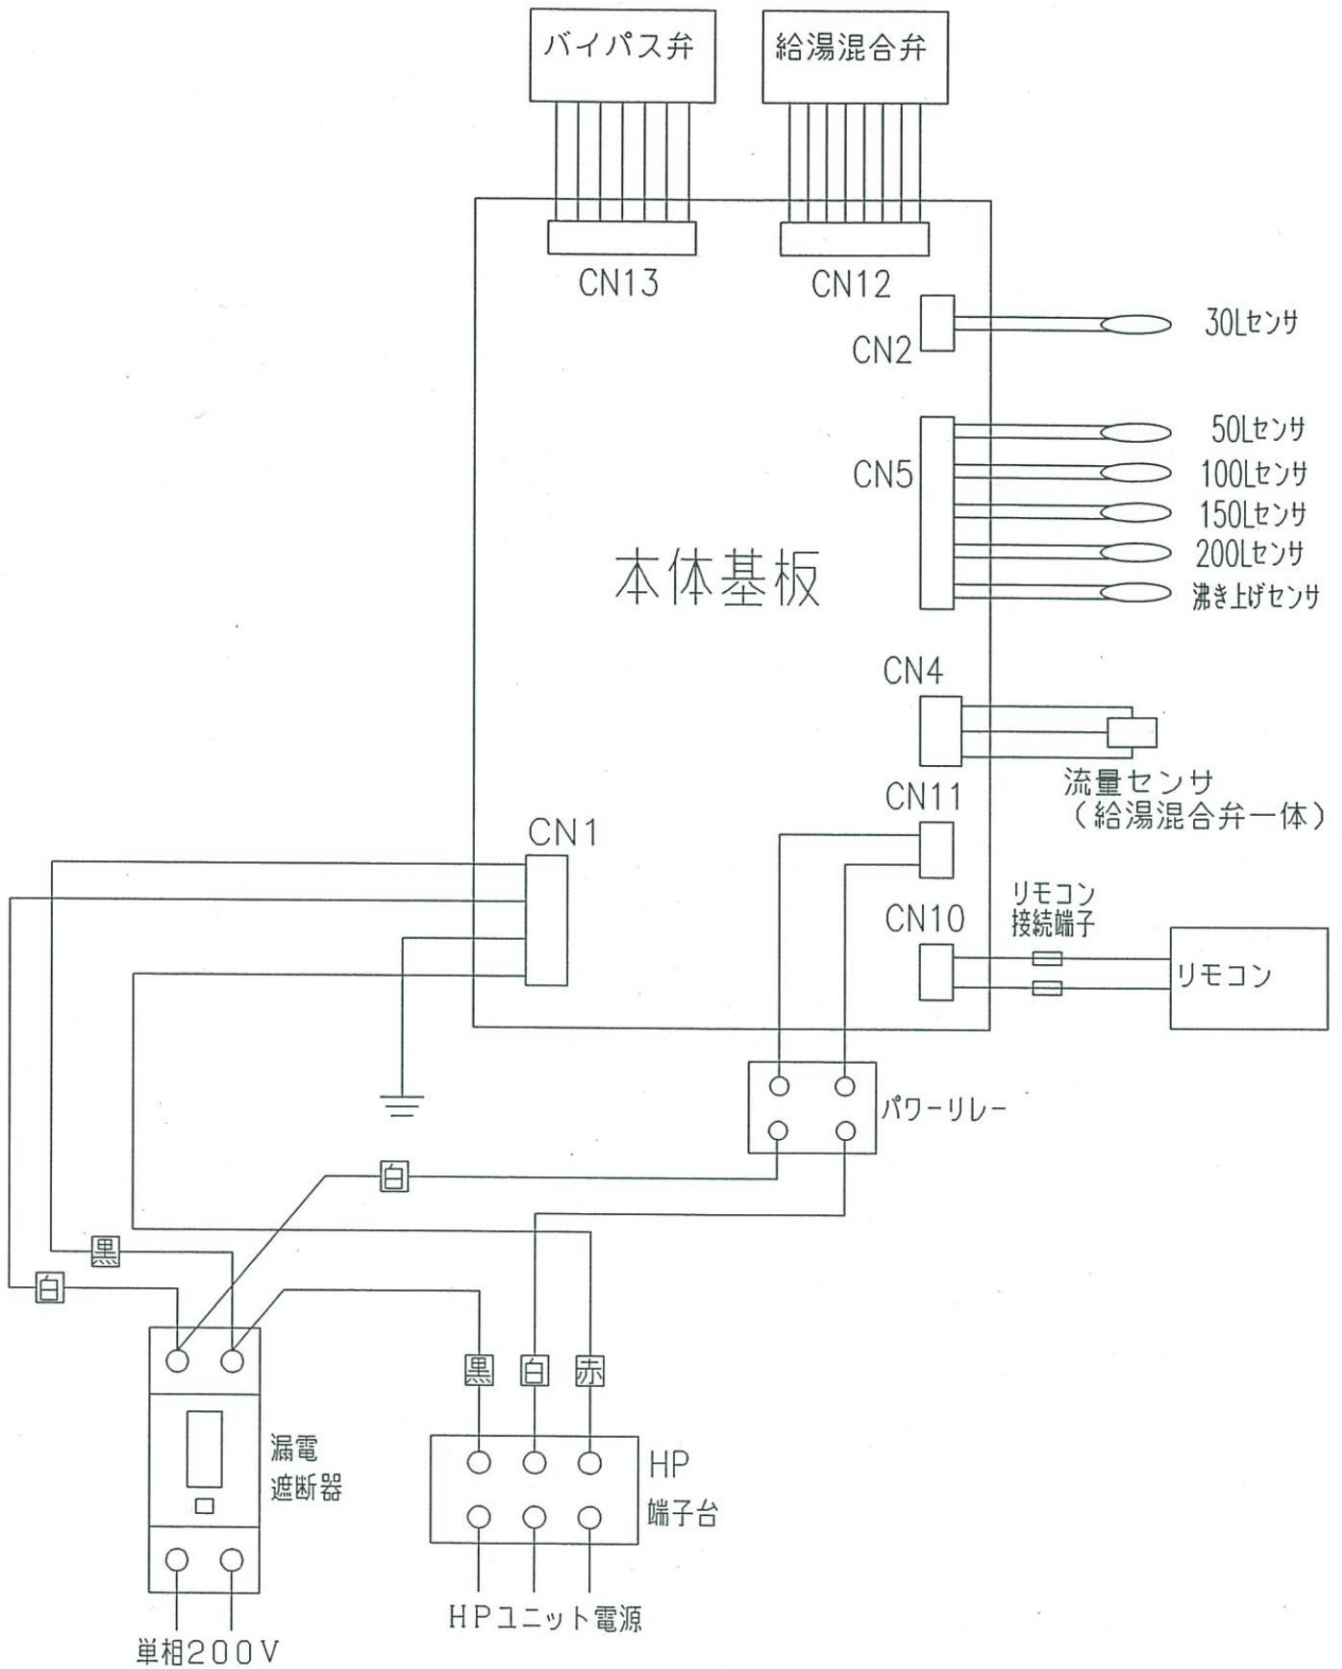 バイパス弁
給湯混合弁
CN13
CN12
CN2
30Lセンサ
50Lセンサ
CN5
100Lセンサ
150Lセンサ
200Lセンサ
沸き上げセンサ
本体基板
CN4
流量センサ
（給湯混合弁一体）
CN11
CN1
リモコン
接続端子
CN10
リモコン
パワーリレー
白
黒
白
黒
白
赤
漏電
遮断器
HP
端子台
HPユニット電源
単相200V